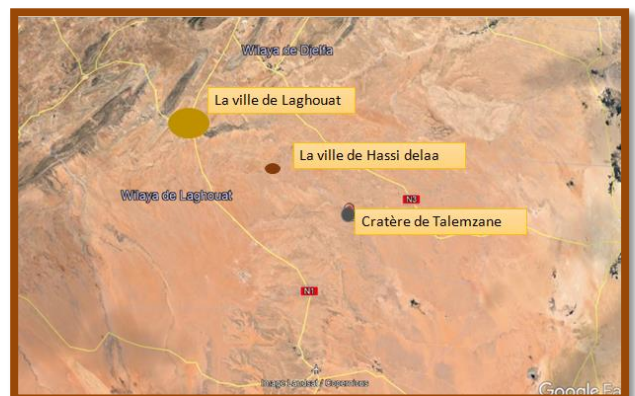 Wilaya de Djelfa
La ville de Laghouat
La ville de Hassi delaa
Wilaya de Laghouat
N3
Cratère de Talemzane
N1
Image Landsat / Copernicus
Google Ea